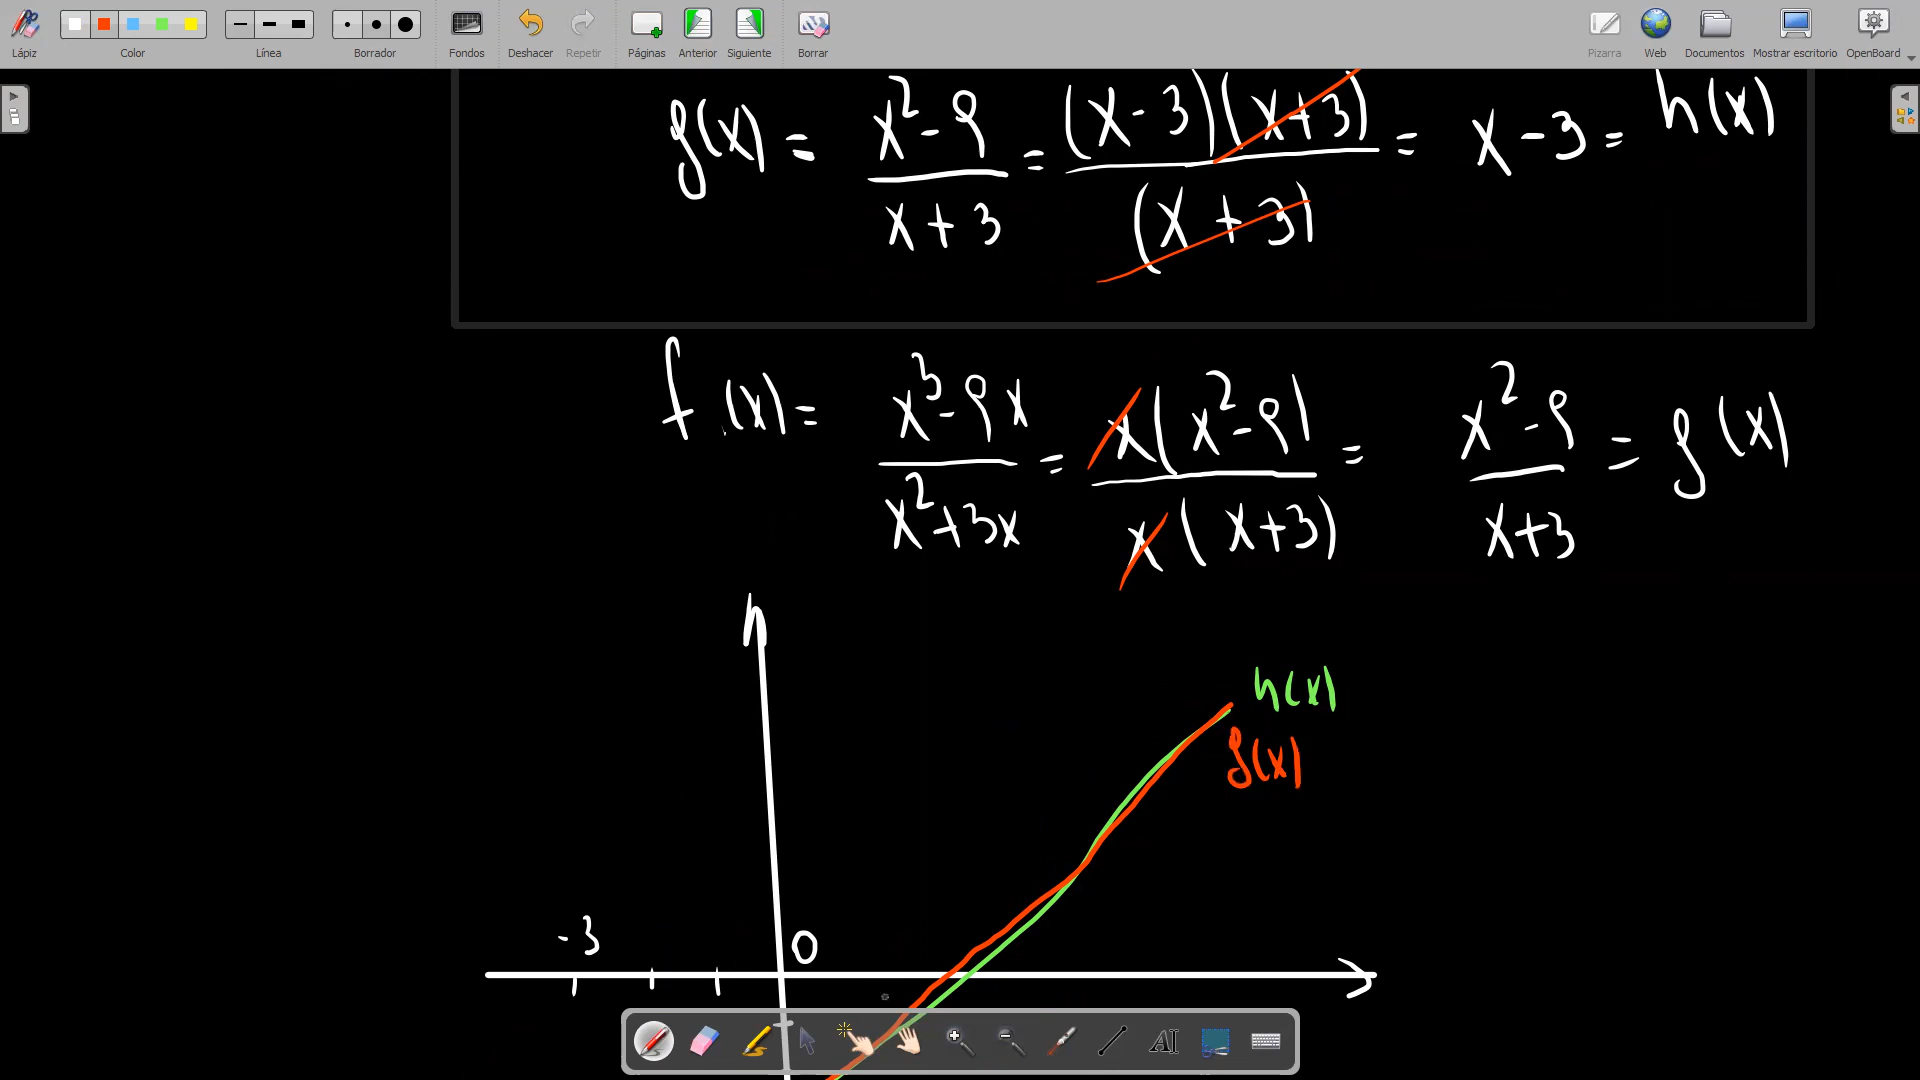 Lápiz Color Línea Borrador Fondos Deshacer Repetir Páginas Anterior Siguiente Borrar Pizarra Web Documentos Mostrar escritorio OpenBoard
g(x) = (x² - 9)/(x + 3) = ((x - 3)(x + 3))/((x + 3)) = x - 3 = h(x)
f(x) = (x³ - 9x)/(x² + 3x) = (x(x² - 9))/(x(x + 3)) = (x² - 9)/(x + 3) = g(x)
h(x)
g(x)
-3 0
AI